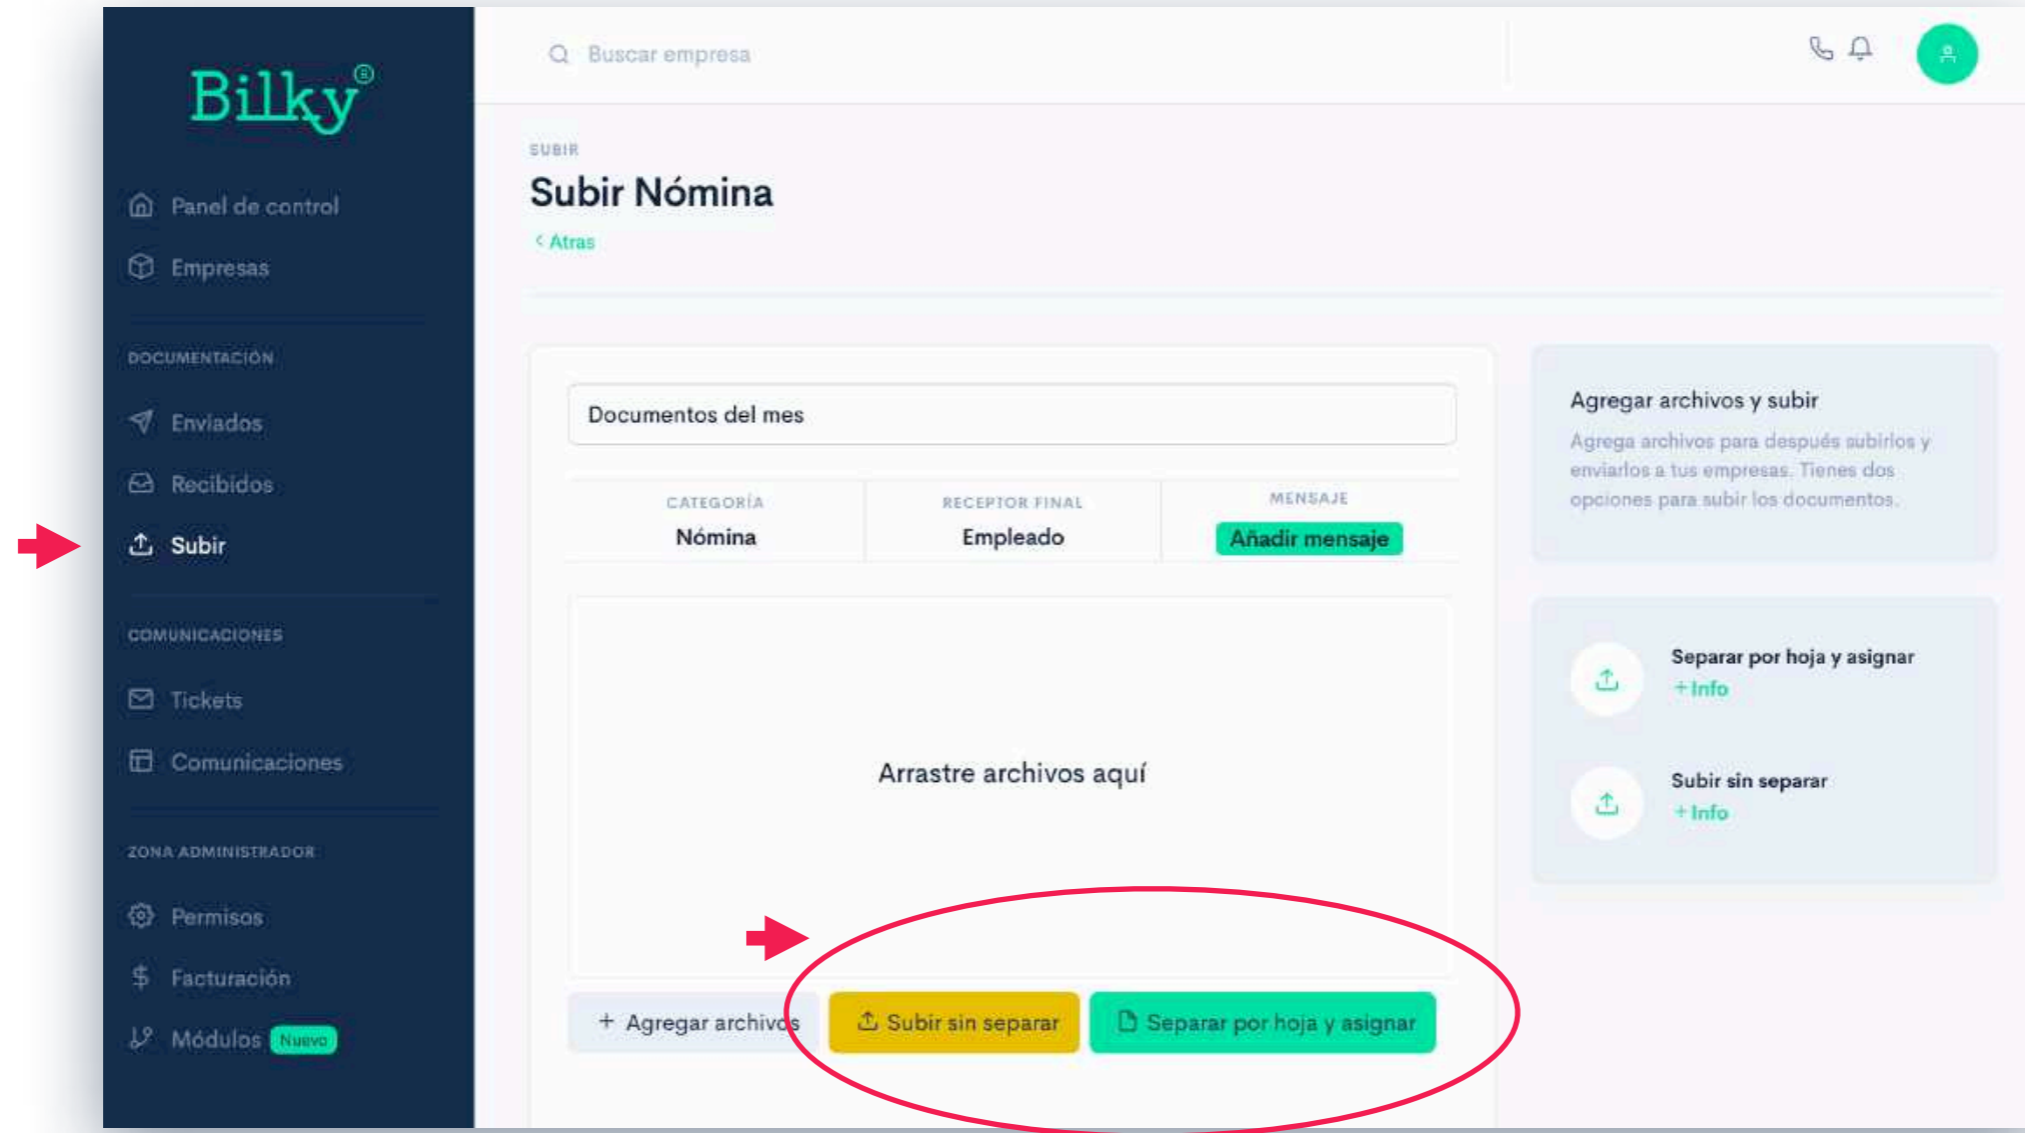 Bilky®
Panel de control
Empresas
DOCUMENTACIÓN
Enviados
Recibidos
Subir
COMUNICACIONES
Tickets
Comunicaciones
ZONA ADMINISTRADOR
Permisos
Facturación
Módulos Nuevo
Buscar empresa
SUBIR
Subir Nómina
< Atras
Documentos del mes
CATEGORÍA
Nómina
RECEPTOR FINAL
Empleado
MENSAJE
Añadir mensaje
Arrastre archivos aquí
+ Agregar archivos
Subir sin separar
Separar por hoja y asignar
Agregar archivos y subir
Agrega archivos para después subirlos y
enviarlos a tus empresas. Tienes dos
opciones para subir los documentos.
Separar por hoja y asignar
+Info
Subir sin separar
+Info